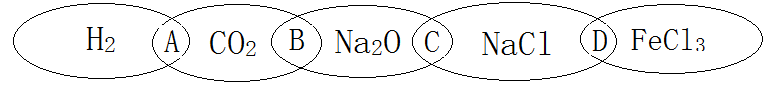 H₂ A CO₂ B Na₂O C NaCl D FeCl₃